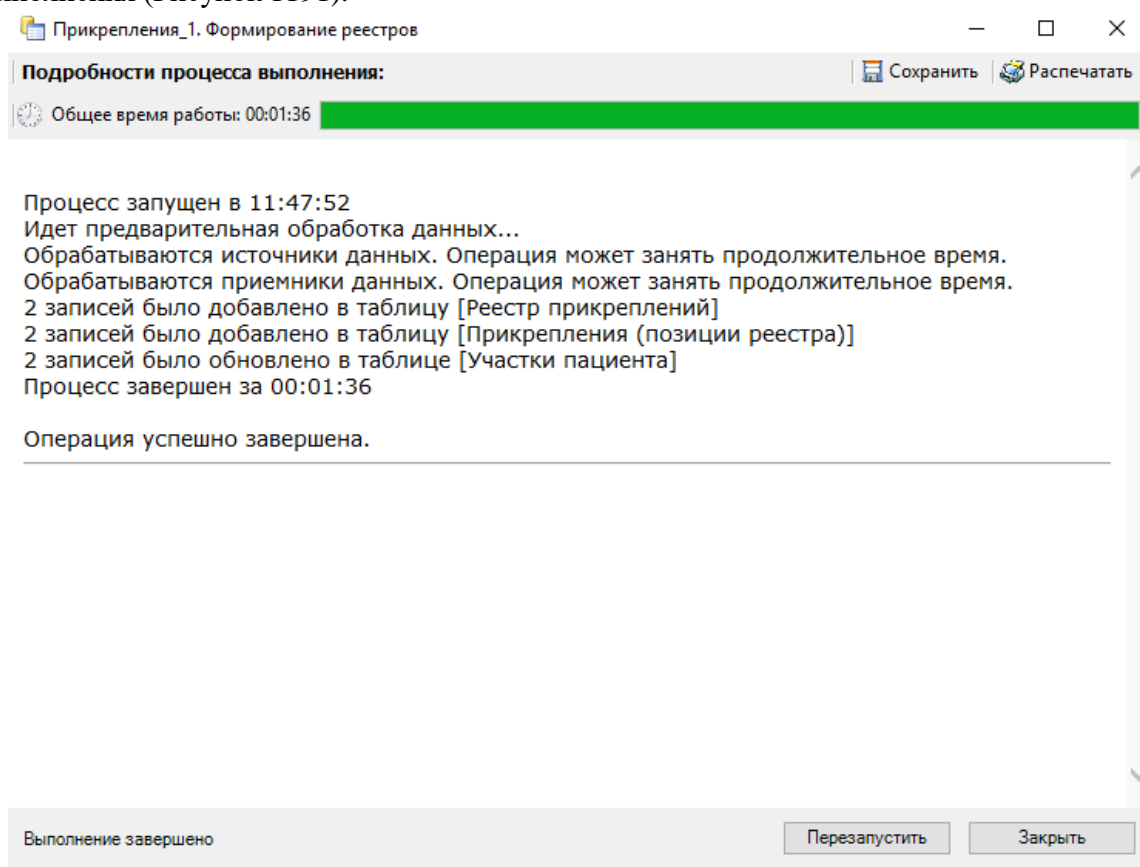 Прикрепления_1. Формирование реестров
Подробности процесса выполнения:
Сохранить
Распечатать
Общее время работы: 00:01:36
Процесс запущен в 11:47:52
Идет предварительная обработка данных...
Обрабатываются источники данных. Операция может занять продолжительное время.
Обрабатываются приемники данных. Операция может занять продолжительное время.
2 записей было добавлено в таблицу [Реестр прикреплений]
2 записей было добавлено в таблицу [Прикрепления (позиции реестра)]
2 записей было обновлено в таблице [Участки пациента]
Процесс завершен за 00:01:36
Операция успешно завершена.
Выполнение завершено
Перезапустить
Закрыть